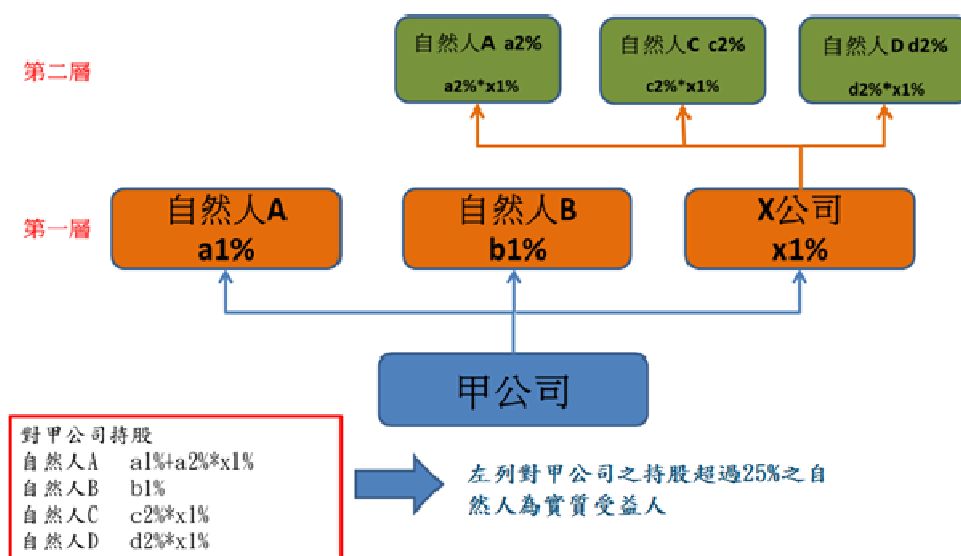 第二層
自然人A a2%
a2%*x1%
自然人C c2%
c2%*x1%
自然人D d2%
d2%*x1%
第一層
自然人A
a1%
自然人B
b1%
X公司
x1%
甲公司
對甲公司持股
自然人A a1%+a2%*x1%
自然人B b1%
自然人C c2%*x1%
自然人D d2%*x1%
左列對甲公司之持股超過25%之自
然人為實質受益人